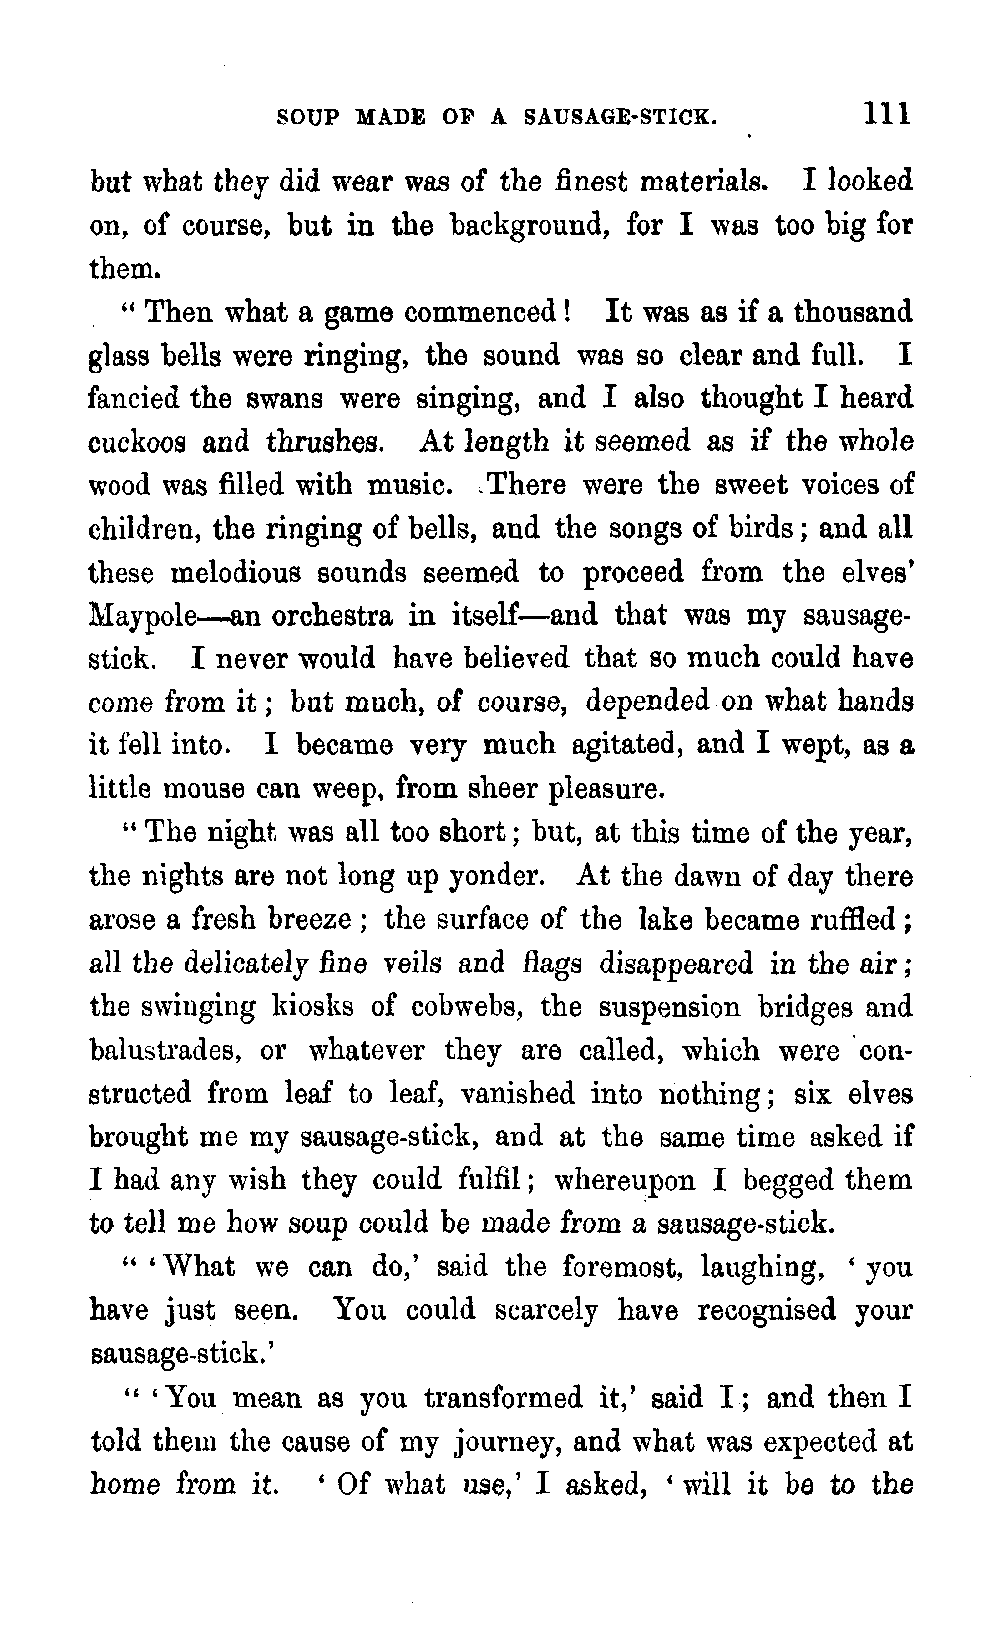 SOUP MADE OF A SAUSAGE-STICK. 111
but what they did wear was of the finest materials. I looked
on, of course, but in the background, for I was too big for
them.
“ Then what a game commenced ! It was as if a thousand
glass bells were ringing, the sound was so clear and full. I
fancied the swans were singing, and I also thought I heard
cuckoos and thrushes. At length it seemed as if the whole
wood was filled with music. There were the sweet voices of
children, the ringing of bells, and the songs of birds ; and all
these melodious sounds seemed to proceed from the elves’
Maypole—an orchestra in itself—and that was my sausage-
stick. I never would have believed that so much could have
come from it ; but much, of course, depended on what hands
it fell into. I became very much agitated, and I wept, as a
little mouse can weep, from sheer pleasure.
“ The night was all too short ; but, at this time of the year,
the nights are not long up yonder. At the dawn of day there
arose a fresh breeze ; the surface of the lake became ruffled ;
all the delicately fine veils and flags disappeared in the air ;
the swinging kiosks of cobwebs, the suspension bridges and
balustrades, or whatever they are called, which were con-
structed from leaf to leaf, vanished into nothing ; six elves
brought me my sausage-stick, and at the same time asked if
I had any wish they could fulfil ; whereupon I begged them
to tell me how soup could be made from a sausage-stick.
“ ‘ What we can do,’ said the foremost, laughing, ‘ you
have just seen. You could scarcely have recognised your
sausage-stick.’
“ ‘ You mean as you transformed it,’ said I ; and then I
told them the cause of my journey, and what was expected at
home from it. ‘ Of what use,’ I asked, ‘ will it be to the